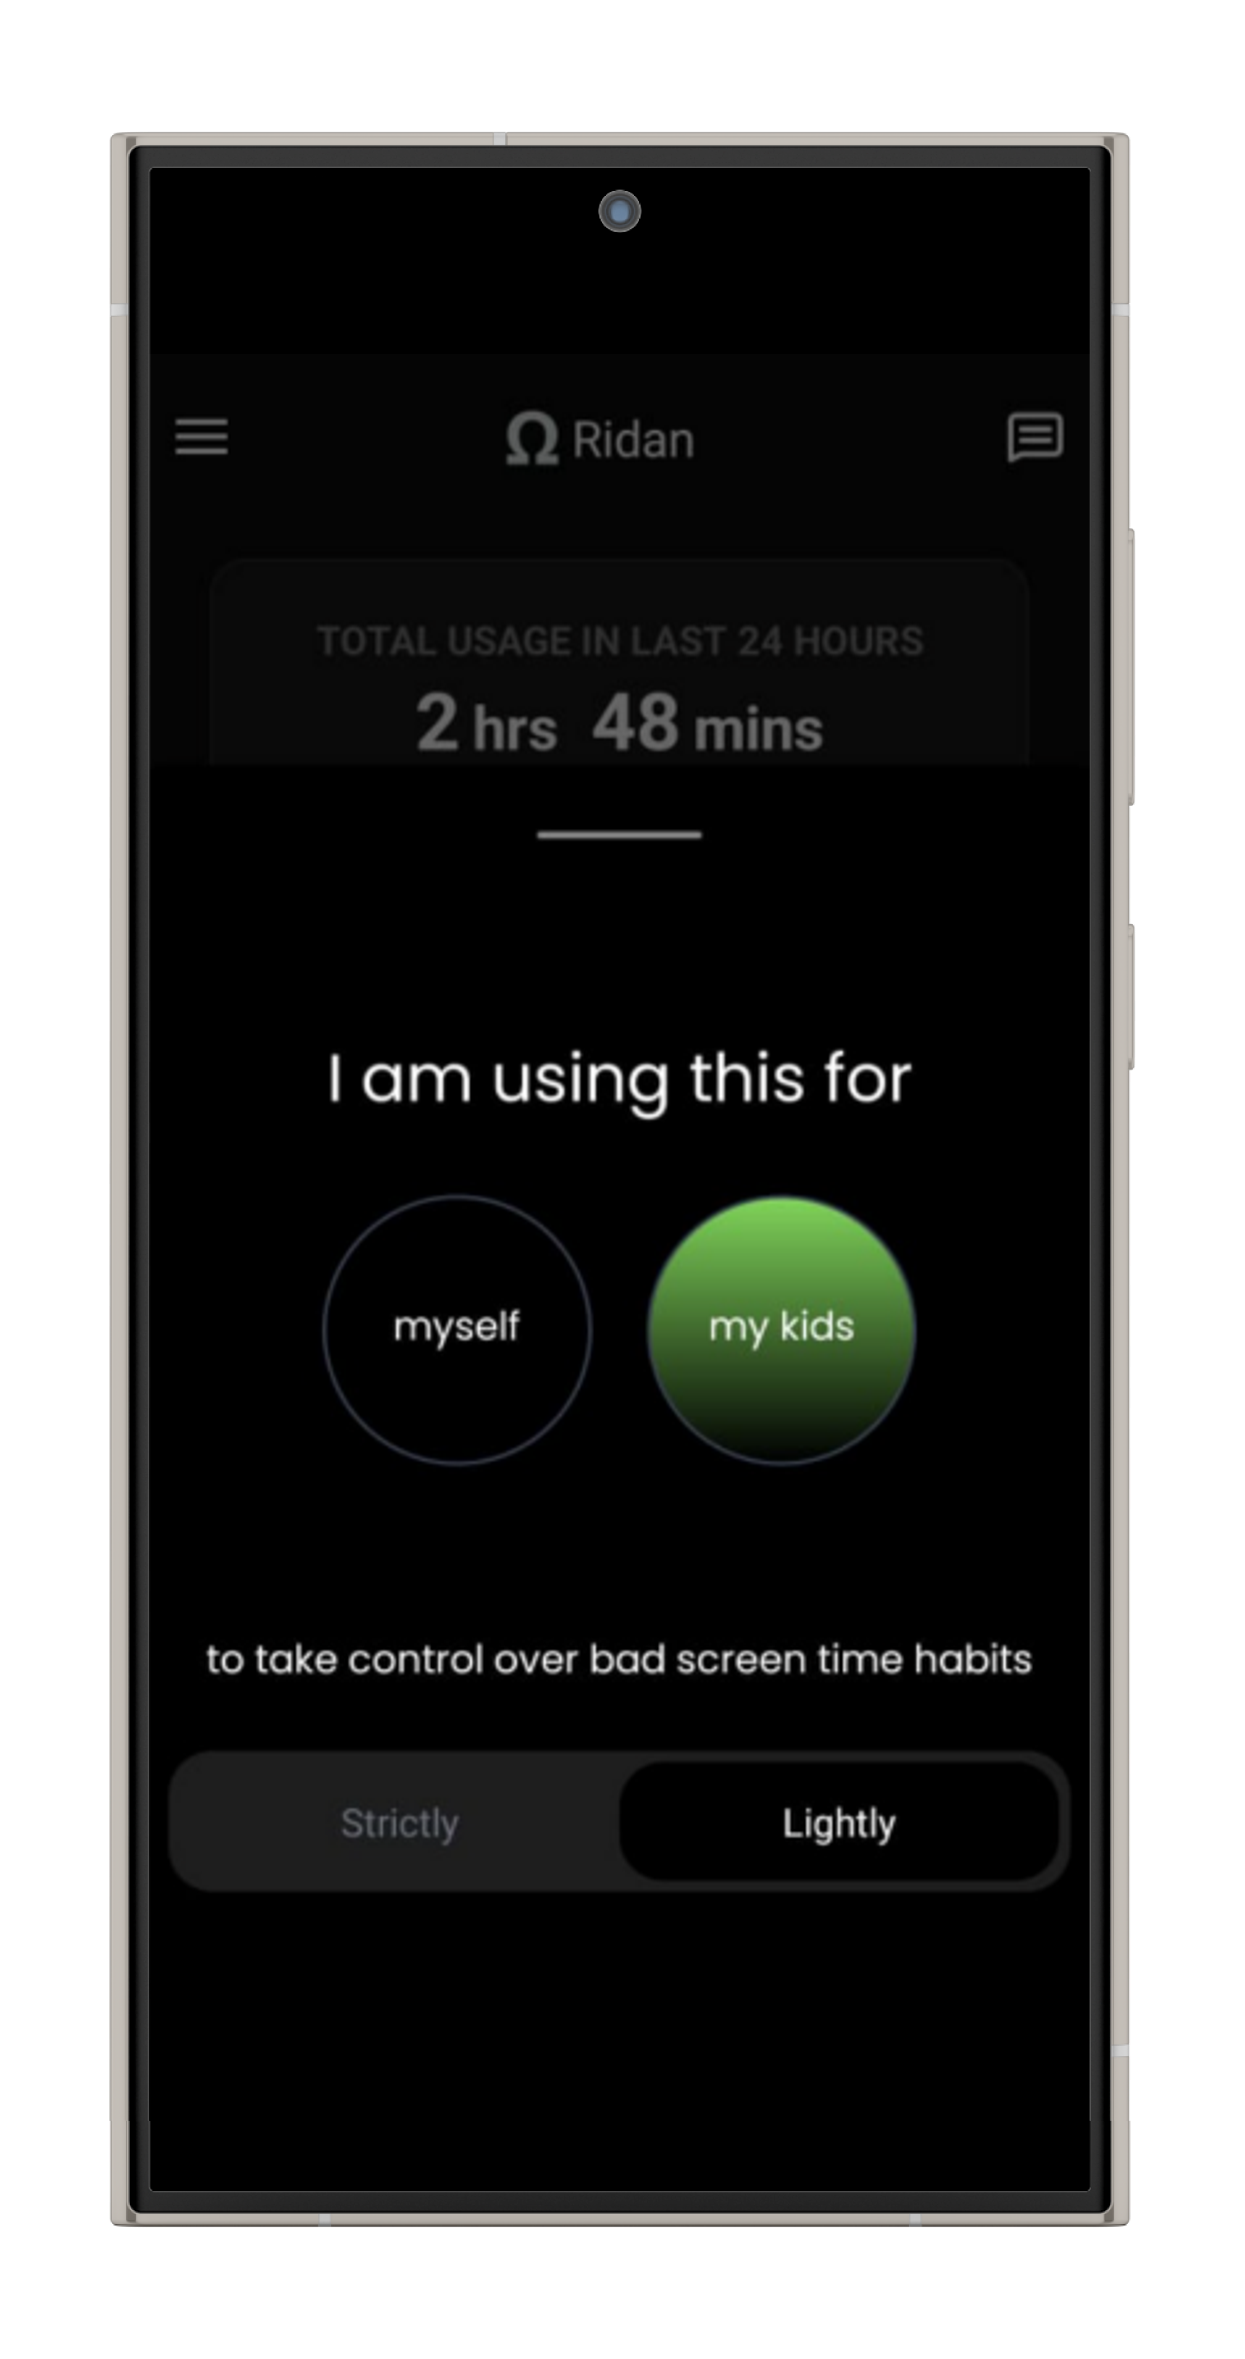 Ω Ridan
TOTAL USAGE IN LAST 24 HOURS
2 hrs 48 mins
I am using this for
myself my kids
to take control over bad screen time habits
Strictly Lightly